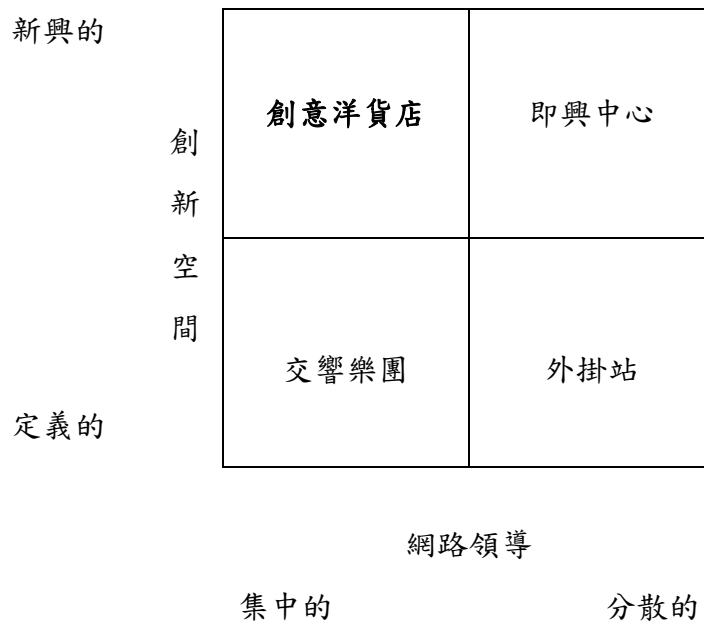 新興的
創意洋貨店
即興中心
創新空間
交響樂團
外掛站
定義的
網路領導
集中的
分散的